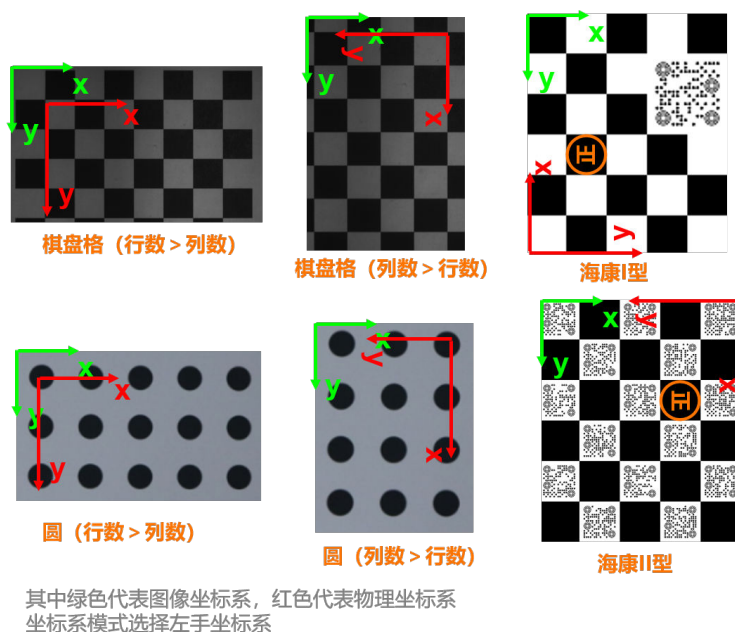 x
y
x
y
棋盘格（行数 > 列数）
x
y
y
x
棋盘格（列数 > 行数）
x
y
x
正
y
海康I型
x
y
x
y
圆（行数 > 列数）
x
y
y
x
圆（列数 > 行数）
x
y
y
x
正
海康II型
其中绿色代表图像坐标系，红色代表物理坐标系
坐标系模式选择左手坐标系